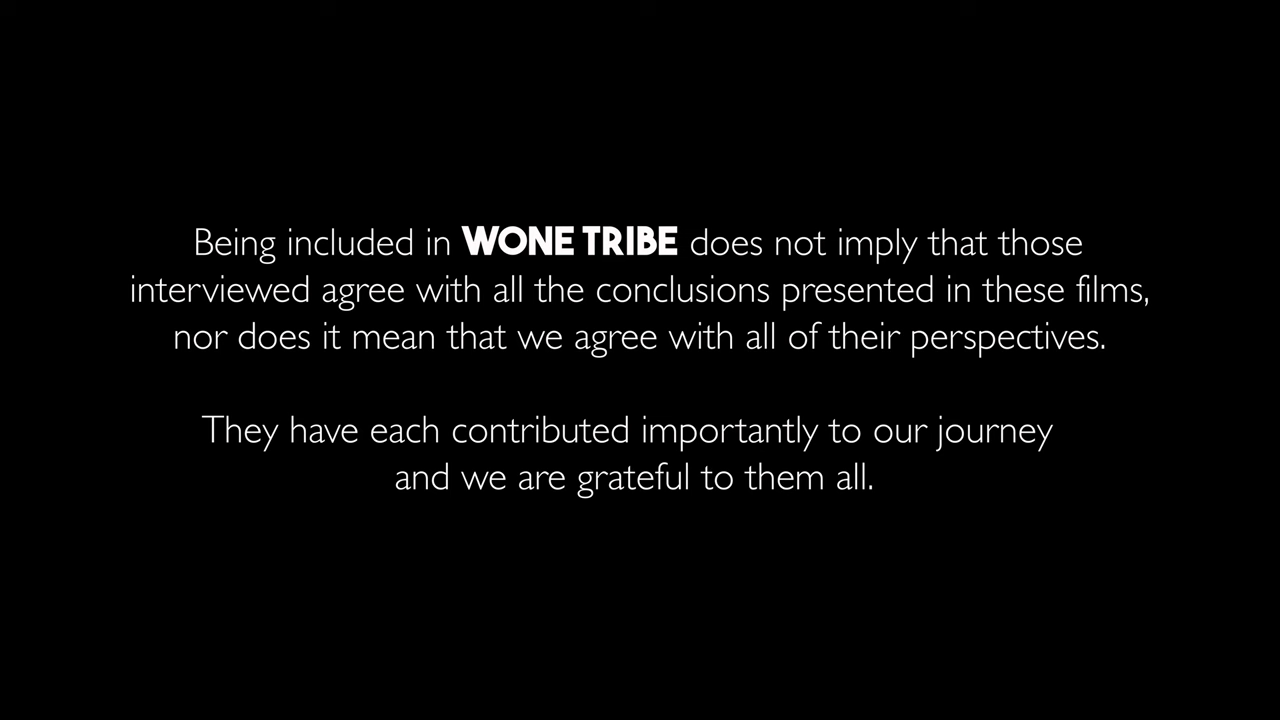 Being included in WONE TRIBE does not imply that those
interviewed agree with all the conclusions presented in these films,
nor does it mean that we agree with all of their perspectives.
They have each contributed importantly to our journey
and we are grateful to them all.